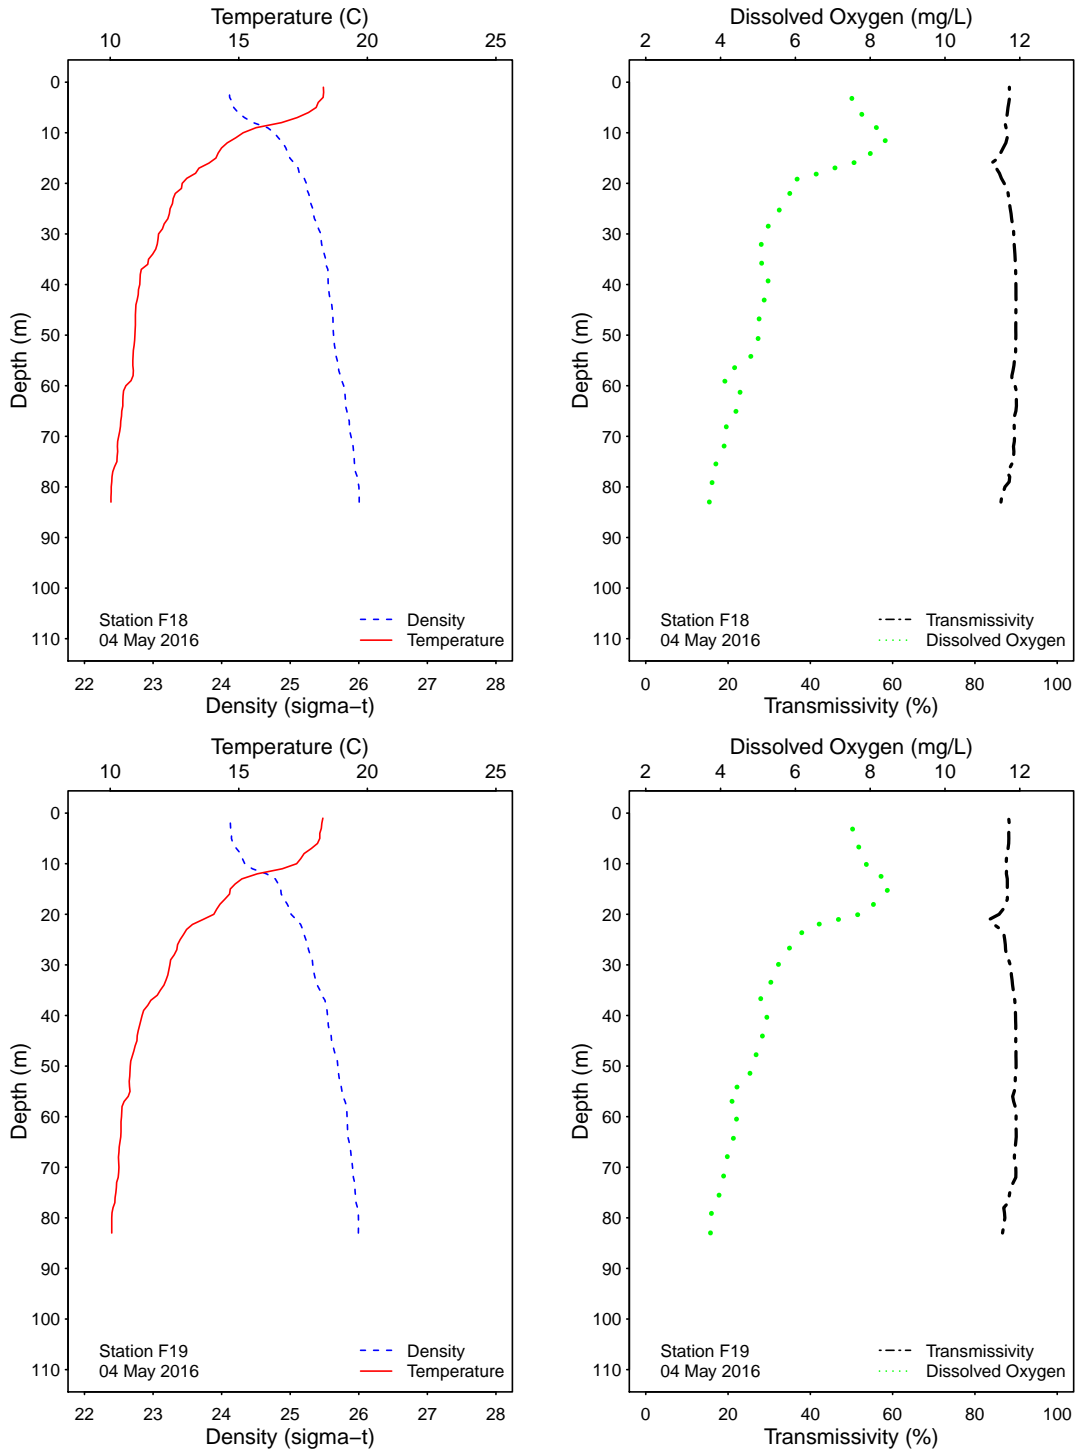 Temperature (C)
10 15 20 25
0
10
20
30
40
50
60
70
80
90
100
110
Depth (m)
Station F18
04 May 2016
Density
Temperature
22 23 24 25 26 27 28
Density (sigma−t)
Dissolved Oxygen (mg/L)
2 4 6 8 10 12
0
10
20
30
40
50
60
70
80
90
100
110
Depth (m)
Station F18
04 May 2016
Transmissivity
Dissolved Oxygen
0 20 40 60 80 100
Transmissivity (%)
Temperature (C)
10 15 20 25
0
10
20
30
40
50
60
70
80
90
100
110
Depth (m)
Station F19
04 May 2016
Density
Temperature
22 23 24 25 26 27 28
Density (sigma−t)
Dissolved Oxygen (mg/L)
2 4 6 8 10 12
0
10
20
30
40
50
60
70
80
90
100
110
Depth (m)
Station F19
04 May 2016
Transmissivity
Dissolved Oxygen
0 20 40 60 80 100
Transmissivity (%)